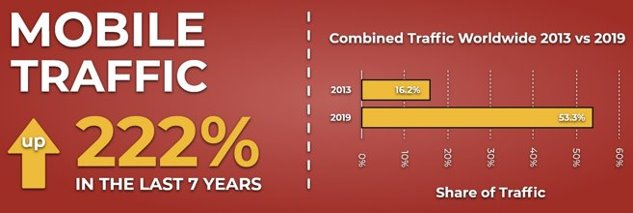 MOBILE
TRAFFIC
up
222%
IN THE LAST 7 YEARS
Combined Traffic Worldwide 2013 vs 2019
2013
16.2%
2019
53.3%
0%
10%
20%
30%
40%
50%
60%
Share of Traffic